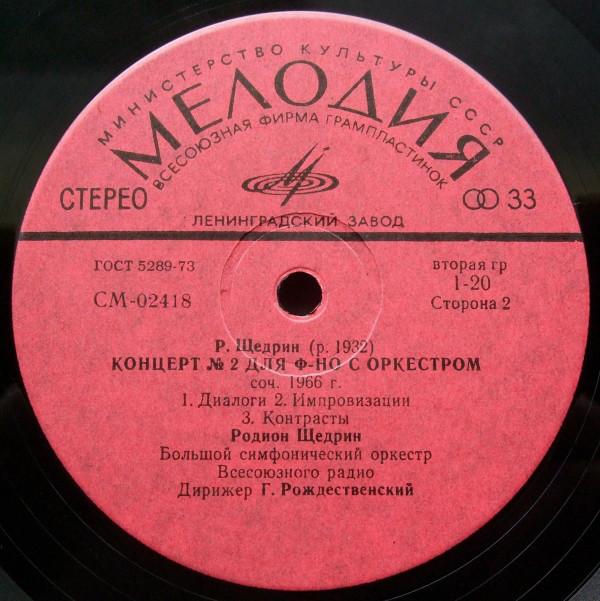 МИНИСТЕРСТВО КУЛЬТУРЫ СССР
МЕЛОДИЯ
ВСЕСОЮЗНАЯ ФИРМА ГРАМПЛАСТИНОК
СТЕРЕО
33
ЛЕНИНГРАДСКИЙ ЗАВОД
ГОСТ 5289-73
вторая гр
1-20
СМ-02418
Сторона 2
Р. Щедрин (р. 1932)
КОНЦЕРТ № 2 ДЛЯ Ф-НО С ОРКЕСТРОМ
соч. 1966 г.
1. Диалоги 2. Импровизации
3. Контрасты
Родион Щедрин
Большой симфонический оркестр
Всесоюзного радио
Дирижер Г. Рождественский